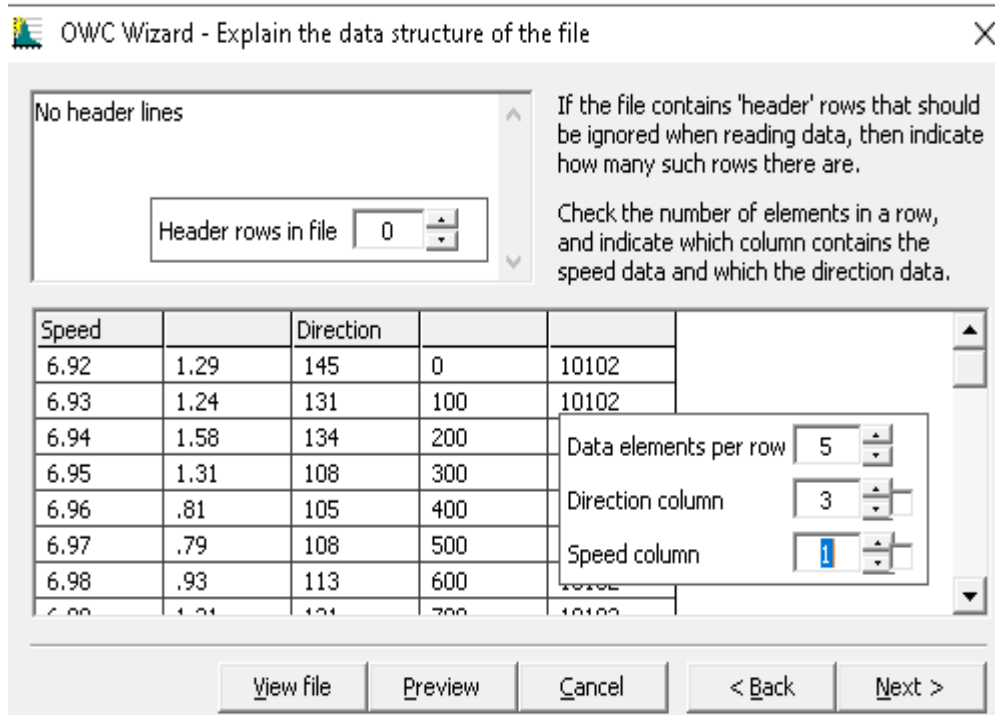 OWC Wizard - Explain the data structure of the file
No header lines
Header rows in file 0
If the file contains 'header' rows that should
be ignored when reading data, then indicate
how many such rows there are.
Check the number of elements in a row,
and indicate which column contains the
speed data and which the direction data.
Speed Direction
6.92 1.29 145 0 10102
6.93 1.24 131 100 10102
6.94 1.58 134 200
6.95 1.31 108 300
6.96 .81 105 400
6.97 .79 108 500
6.98 .93 113 600
Data elements per row 5
Direction column 3
Speed column 1
View file Preview Cancel < Back Next >